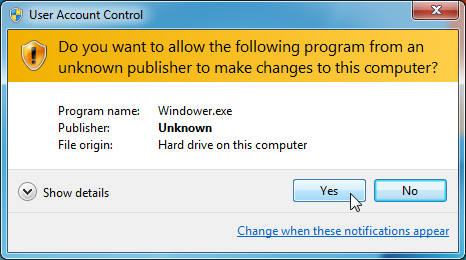 User Account Control
Do you want to allow the following program from an
unknown publisher to make changes to this computer?
Program name: Windower.exe
Publisher: Unknown
File origin: Hard drive on this computer
Show details
Yes
No
Change when these notifications appear